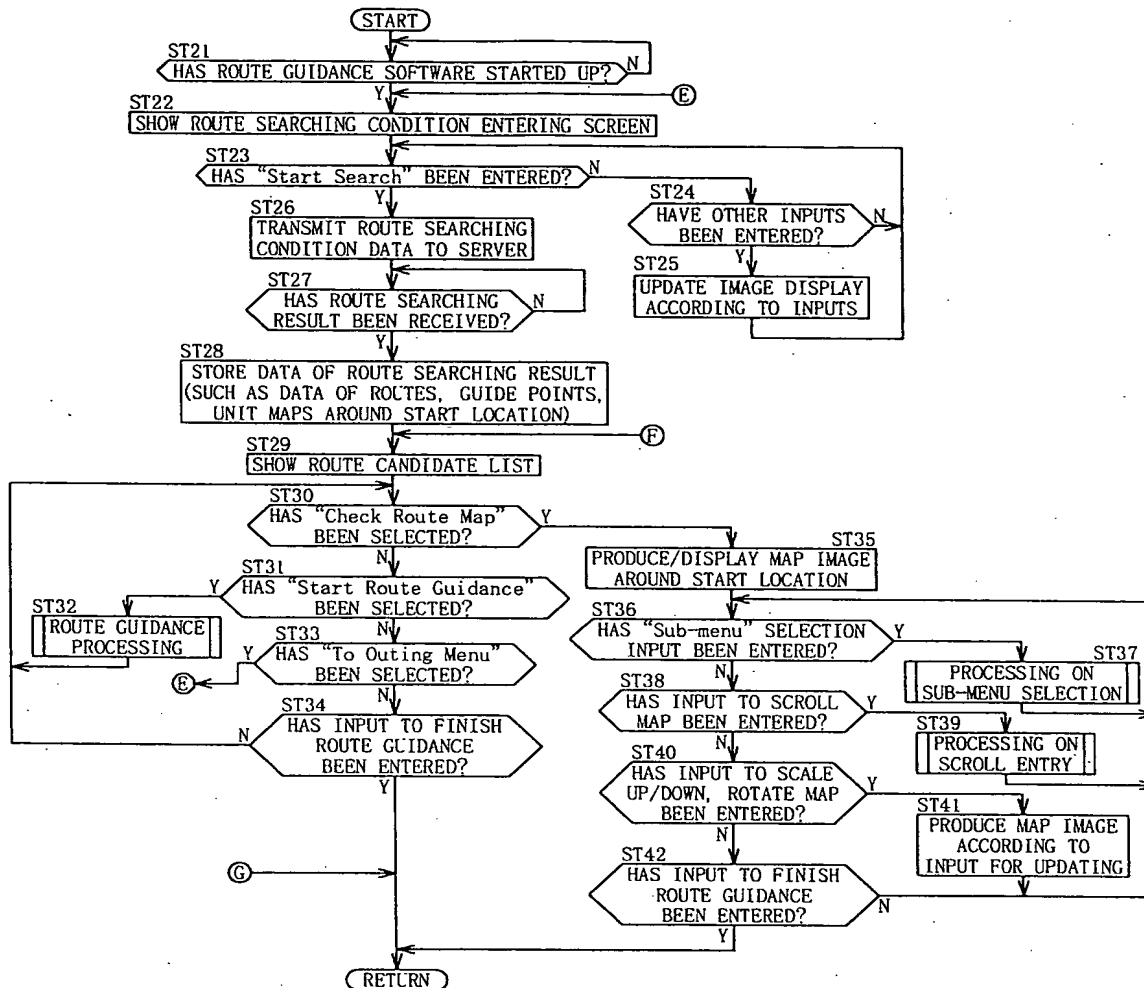 START
ST21
HAS ROUTE GUIDANCE SOFTWARE STARTED UP?
N
Y
E
ST22
SHOW ROUTE SEARCHING CONDITION ENTERING SCREEN
ST23
HAS "Start Search" BEEN ENTERED?
N
Y
ST24
HAVE OTHER INPUTS
BEEN ENTERED?
N
Y
ST25
UPDATE IMAGE DISPLAY
ACCORDING TO INPUTS
ST26
TRANSMIT ROUTE SEARCHING
CONDITION DATA TO SERVER
ST27
HAS ROUTE SEARCHING
RESULT BEEN RECEIVED?
N
Y
ST28
STORE DATA OF ROUTE SEARCHING RESULT
(SUCH AS DATA OF ROUTES, GUIDE POINTS,
UNIT MAPS AROUND START LOCATION)
F
ST29
SHOW ROUTE CANDIDATE LIST
ST30
HAS "Check Route Map"
BEEN SELECTED?
Y
N
ST31
HAS "Start Route Guidance"
BEEN SELECTED?
Y
N
ST32
ROUTE GUIDANCE
PROCESSING
ST33
HAS "To Outing Menu"
BEEN SELECTED?
Y
E
N
ST34
HAS INPUT TO FINISH
ROUTE GUIDANCE
BEEN ENTERED?
N
Y
G
ST35
PRODUCE/DISPLAY MAP IMAGE
AROUND START LOCATION
ST36
HAS "Sub-menu" SELECTION
INPUT BEEN ENTERED?
Y
N
ST37
PROCESSING ON
SUB-MENU SELECTION
ST38
HAS INPUT TO SCROLL
MAP BEEN ENTERED?
Y
N
ST39
PROCESSING ON
SCROLL ENTRY
ST40
HAS INPUT TO SCALE
UP/DOWN, ROTATE MAP
BEEN ENTERED?
Y
N
ST41
PRODUCE MAP IMAGE
ACCORDING TO
INPUT FOR UPDATING
ST42
HAS INPUT TO FINISH
ROUTE GUIDANCE
BEEN ENTERED?
N
Y
RETURN